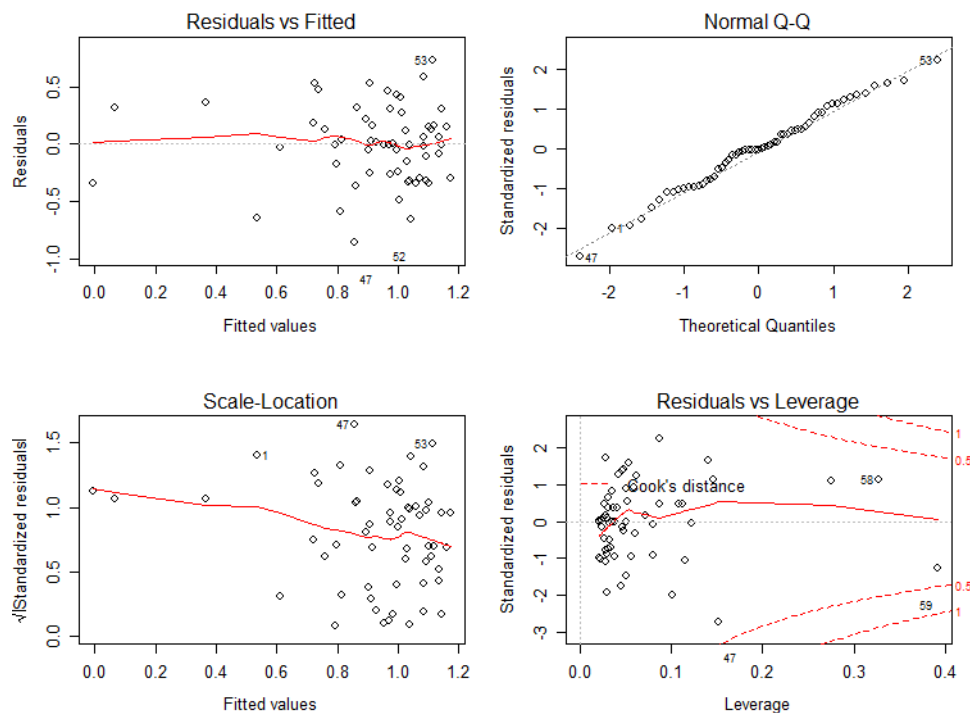 Residuals vs Fitted
Residuals
0.5
0.0
-0.5
-1.0
53
52
47
0.0 0.2 0.4 0.6 0.8 1.0 1.2
Fitted values
Normal Q-Q
Standardized residuals
2
1
0
-1
-2
53
1
47
-2 -1 0 1 2
Theoretical Quantiles
Scale-Location
√|Standardized residuals|
1.5
1.0
0.5
0.0
47
53
1
0.0 0.2 0.4 0.6 0.8 1.0 1.2
Fitted values
Residuals vs Leverage
Standardized residuals
2
1
0
-1
-2
-3
1
0.5
58
Cook's distance
0.5
59
1
47
0.0 0.1 0.2 0.3 0.4
Leverage